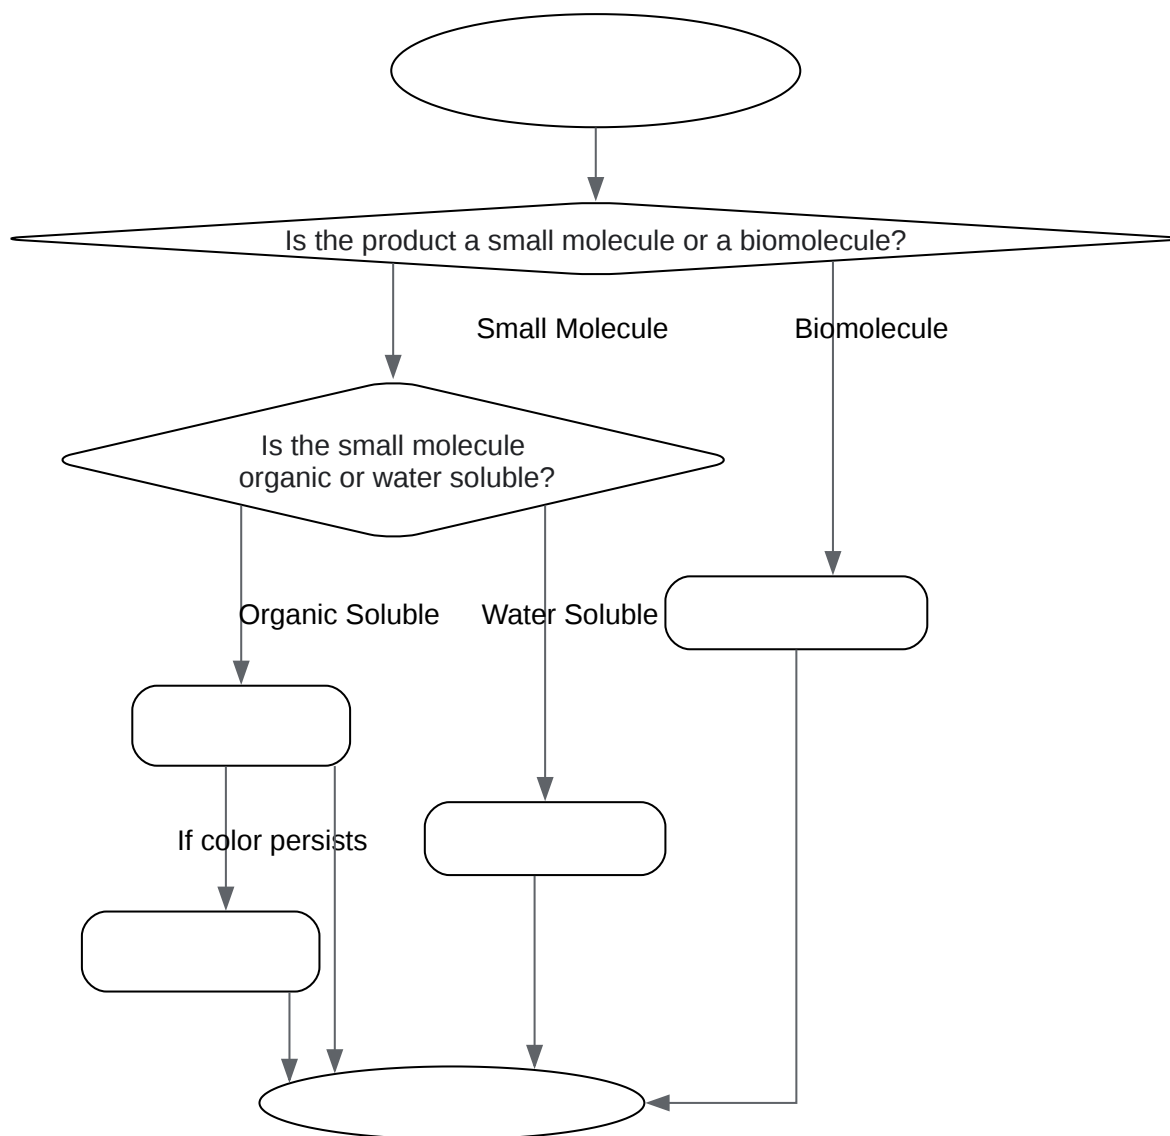 Is the product a small molecule or a biomolecule?
Small Molecule
Biomolecule
Is the small molecule
organic or water soluble?
Organic Soluble
Water Soluble
If color persists